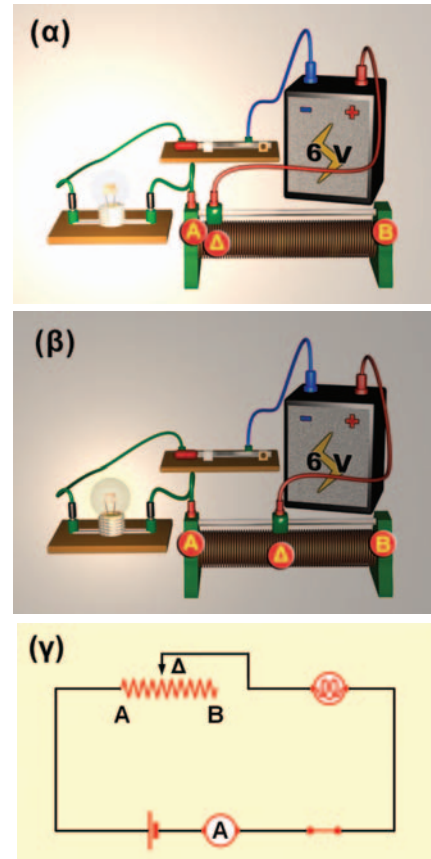 (α)
- +
6 V
Α Δ Β
(β)
- +
6 V
Α Δ Β
(γ)
Δ
Α Β
A